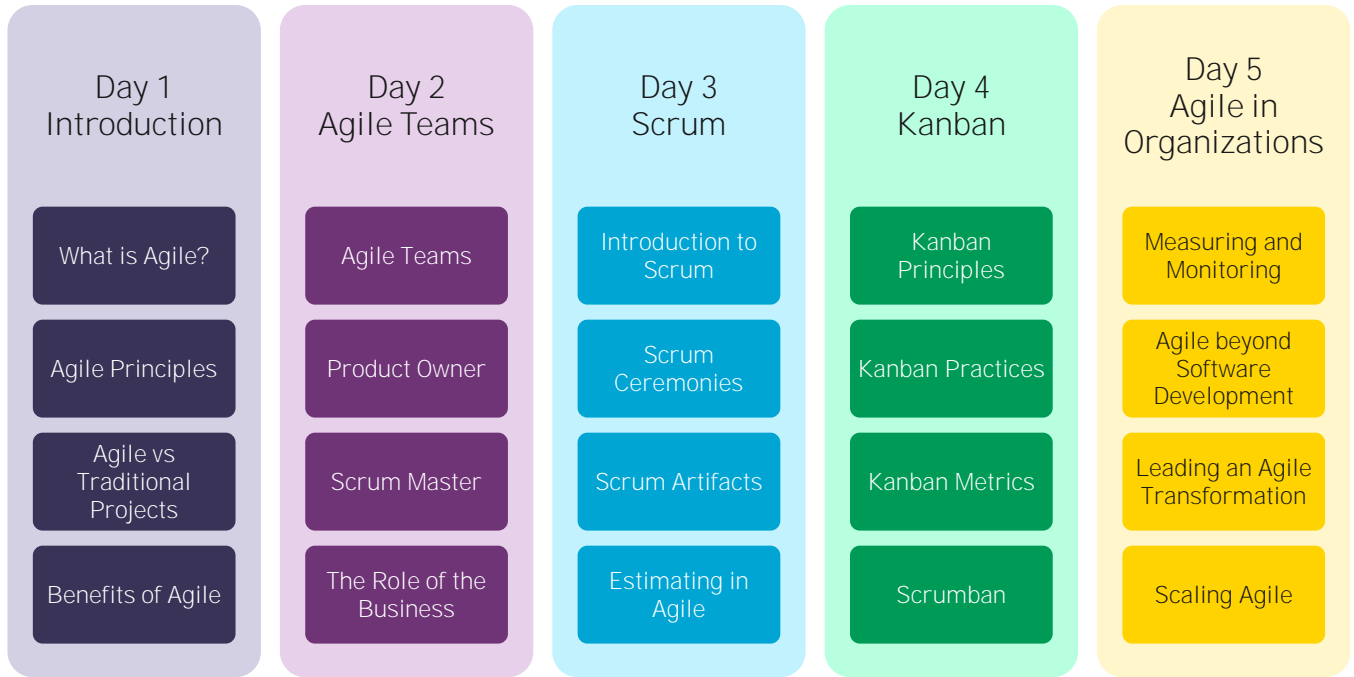 Day 1
Introduction
What is Agile?
Agile Principles
Agile vs
Traditional
Projects
Benefits of Agile
Day 2
Agile Teams
Agile Teams
Product Owner
Scrum Master
The Role of the
Business
Day 3
Scrum
Introduction to
Scrum
Scrum
Ceremonies
Scrum Artifacts
Estimating in
Agile
Day 4
Kanban
Kanban
Principles
Kanban Practices
Kanban Metrics
Scrumban
Day 5
Agile in
Organizations
Measuring and
Monitoring
Agile beyond
Software
Development
Leading an Agile
Transformation
Scaling Agile